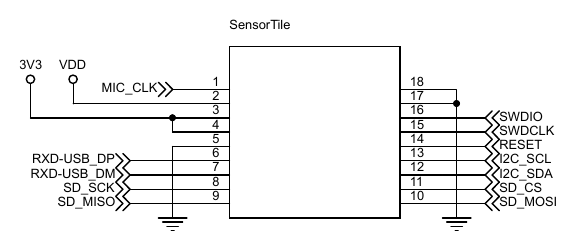 SensorTile
3V3 VDD
MIC_CLK 1 18
2 17
3 16 SWDIO
4 15 SWDCLK
5 14 RESET
RXD-USB_DP 6 13 I2C_SCL
RXD-USB_DM 7 12 I2C_SDA
SD_SCK 8 11 SD_CS
SD_MISO 9 10 SD_MOSI